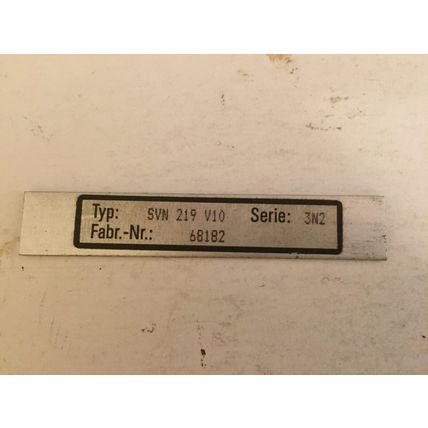 Typ: SVN 219 V10 Serie: 3N2
Fabr.-Nr.: 68182